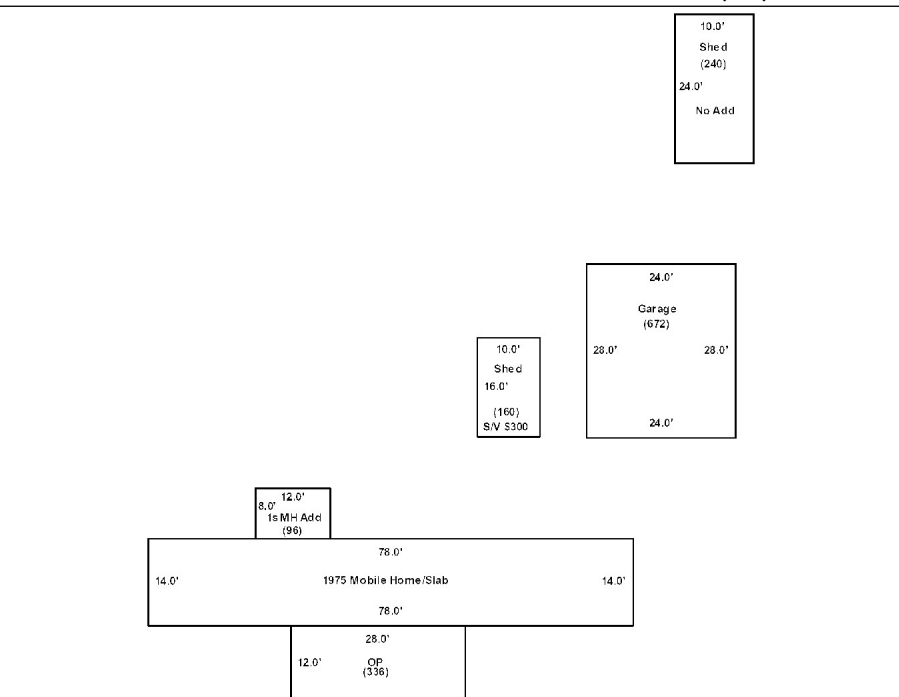 10.0'
Shed
(240)
24.0'
No Add
24.0'
Garage
(672)
28.0' 28.0'
24.0'
10.0'
Shed
16.0'
(160)
S/V $300
12.0'
8.0'
1s MH Add
(96)
78.0'
14.0' 1975 Mobile Home/Slab 14.0'
78.0'
28.0'
12.0' OP
(336)